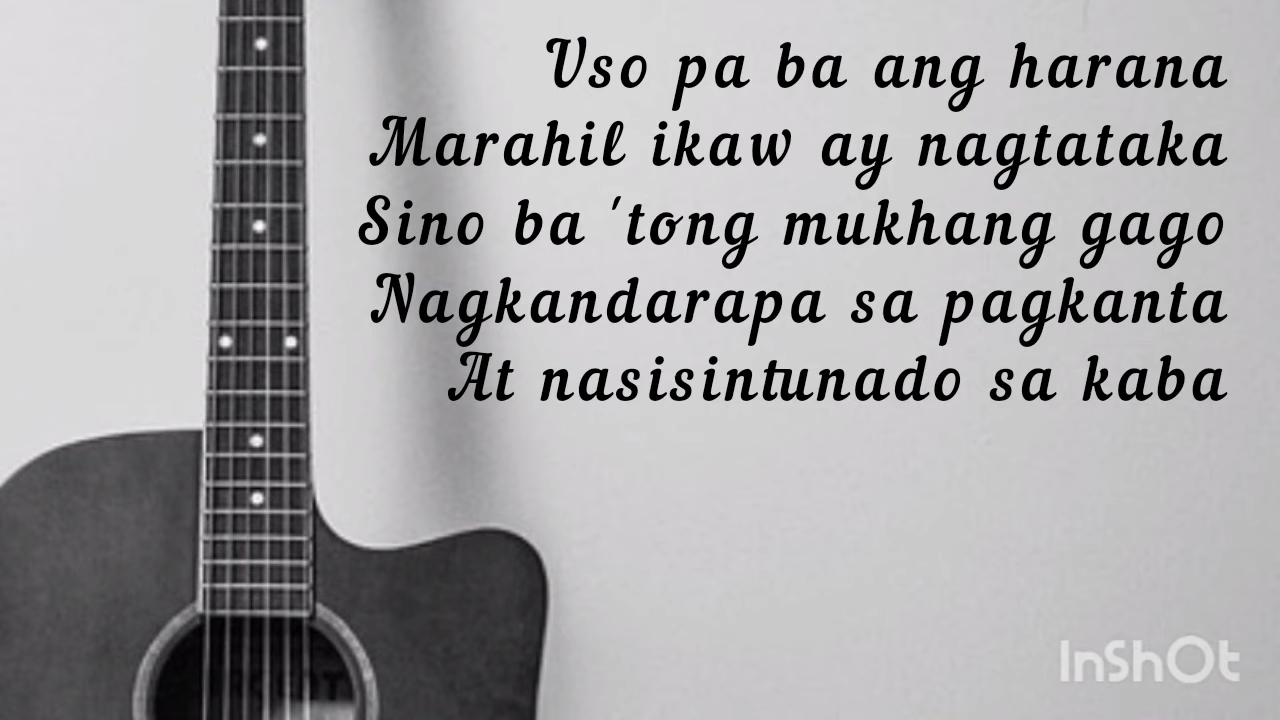 Uso pa ba ang harana
Marahil ikaw ay nagtataka
Sino ba 'tong mukhang gago
Nagkandarapa sa pagkanta
At nasisintunado sa kaba
InShOt